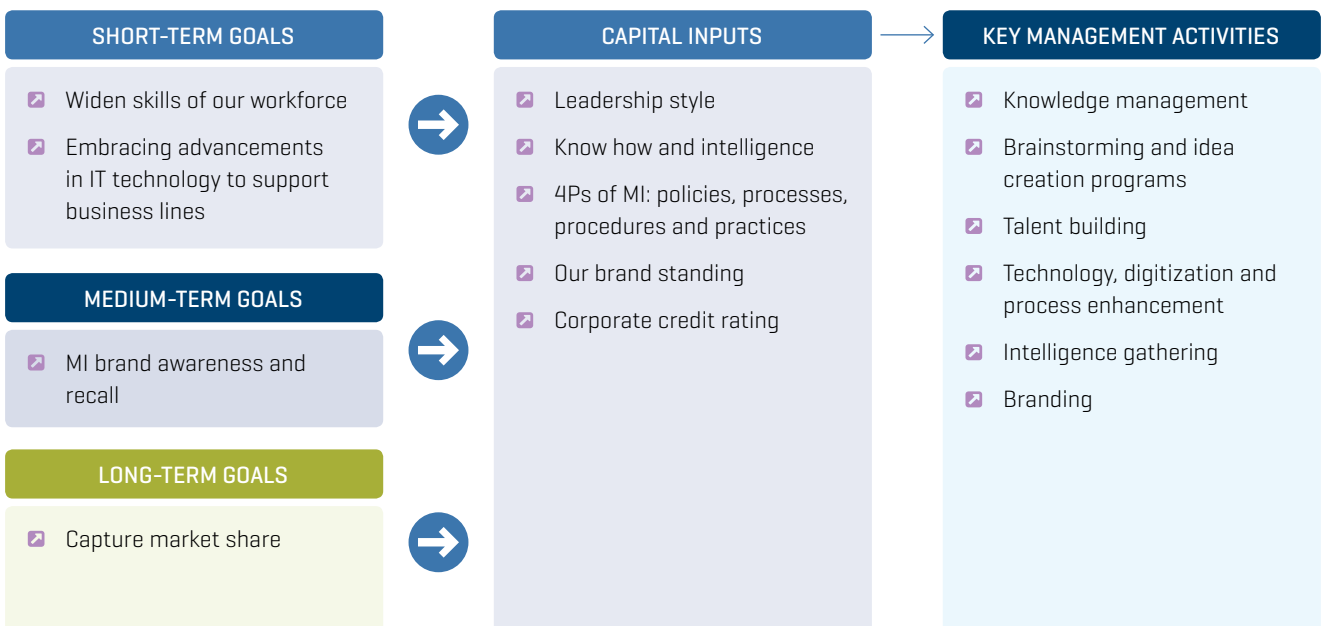 SHORT-TERM GOALS
Widen skills of our workforce
Embracing advancements
in IT technology to support
business lines
MEDIUM-TERM GOALS
MI brand awareness and
recall
LONG-TERM GOALS
Capture market share
CAPITAL INPUTS
Leadership style
Know how and intelligence
4Ps of MI: policies, processes,
procedures and practices
Our brand standing
Corporate credit rating
KEY MANAGEMENT ACTIVITIES
Knowledge management
Brainstorming and idea
creation programs
Talent building
Technology, digitization and
process enhancement
Intelligence gathering
Branding